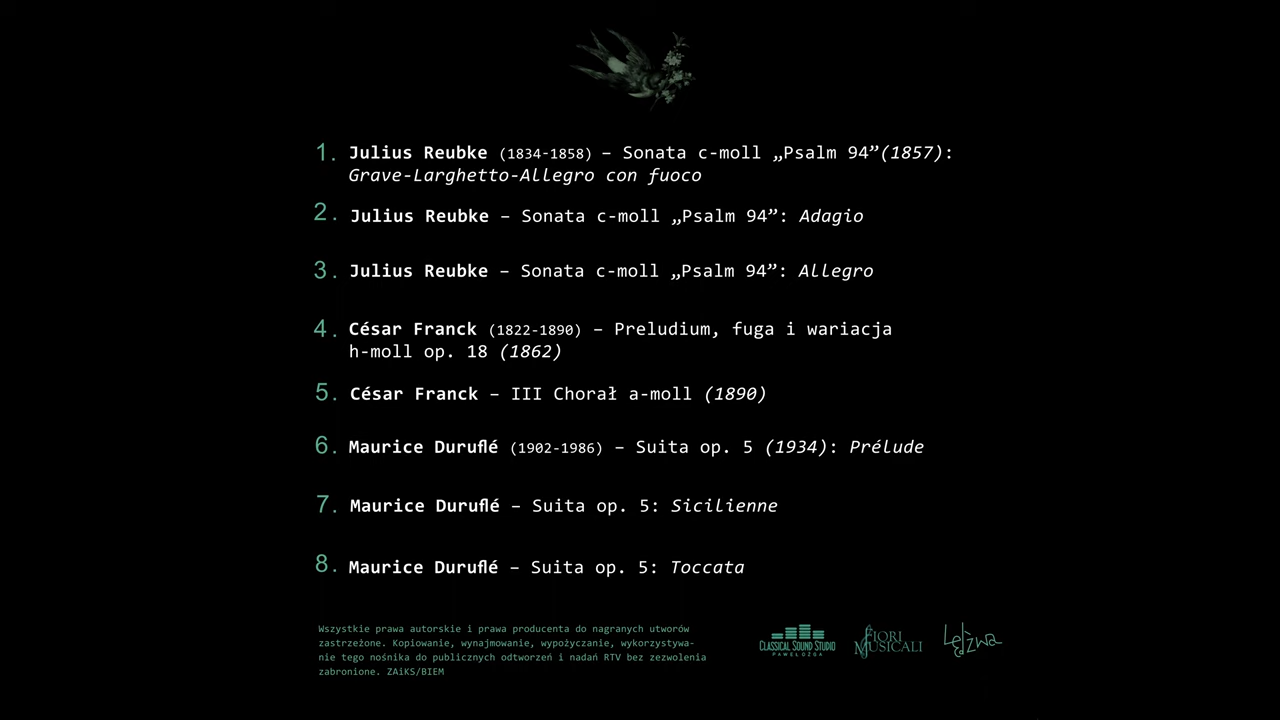 1. Julius Reubke (1834-1858) – Sonata c-moll „Psalm 94”(1857):
Grave-Larghetto-Allegro con fuoco
2. Julius Reubke – Sonata c-moll „Psalm 94”: Adagio
3. Julius Reubke – Sonata c-moll „Psalm 94”: Allegro
4. César Franck (1822-1890) – Preludium, fuga i wariacja
h-moll op. 18 (1862)
5. César Franck – III Chorał a-moll (1890)
6. Maurice Duruflé (1902-1986) – Suita op. 5 (1934): Prélude
7. Maurice Duruflé – Suita op. 5: Sicilienne
8. Maurice Duruflé – Suita op. 5: Toccata
Wszystkie prawa autorskie i prawa producenta do nagranych utworów
zastrzeżone. Kopiowanie, wynajmowanie, wypożyczanie, wykorzystywa-
nie tego nośnika do publicznych odtworzeń i nadań RTV bez zezwolenia
zabronione. ZAiKS/BIEM
CLASSICAL SOUND STUDIO
PAWEŁ OŻGA
FIORI
MUSICALI